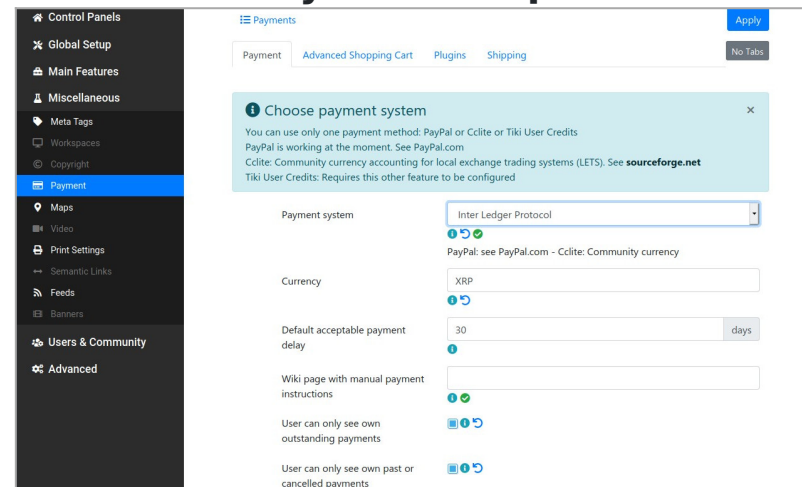 Control Panels
Global Setup
Main Features
Miscellaneous
Meta Tags
Workspaces
Copyright
Payment
Maps
Video
Print Settings
Semantic Links
Feeds
Banners
Users & Community
Advanced
Payments
Apply
Payment
Advanced Shopping Cart
Plugins
Shipping
No Tabs
Choose payment system
×
You can use only one payment method: PayPal or Cclite or Tiki User Credits
PayPal is working at the moment. See PayPal.com
Cclite: Community currency accounting for local exchange trading systems (LETS). See sourceforge.net
Tiki User Credits: Requires this other feature to be configured
Payment system
Inter Ledger Protocol
PayPal: see PayPal.com - Cclite: Community currency
Currency
XRP
Default acceptable payment
delay
30
days
Wiki page with manual payment
instructions
User can only see own
outstanding payments
User can only see own past or
cancelled payments